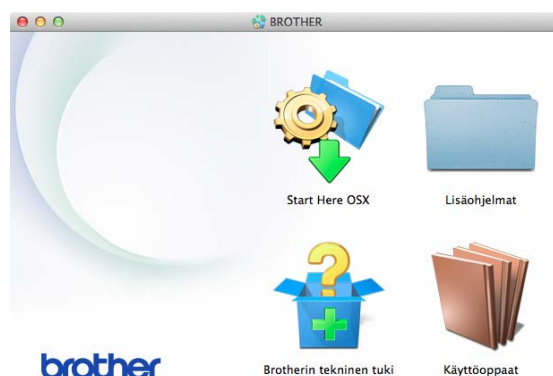 BROTHER
Start Here OSX
Lisäohjelmat
Brotherin tekninen tuki
Käyttöoppaat
brother